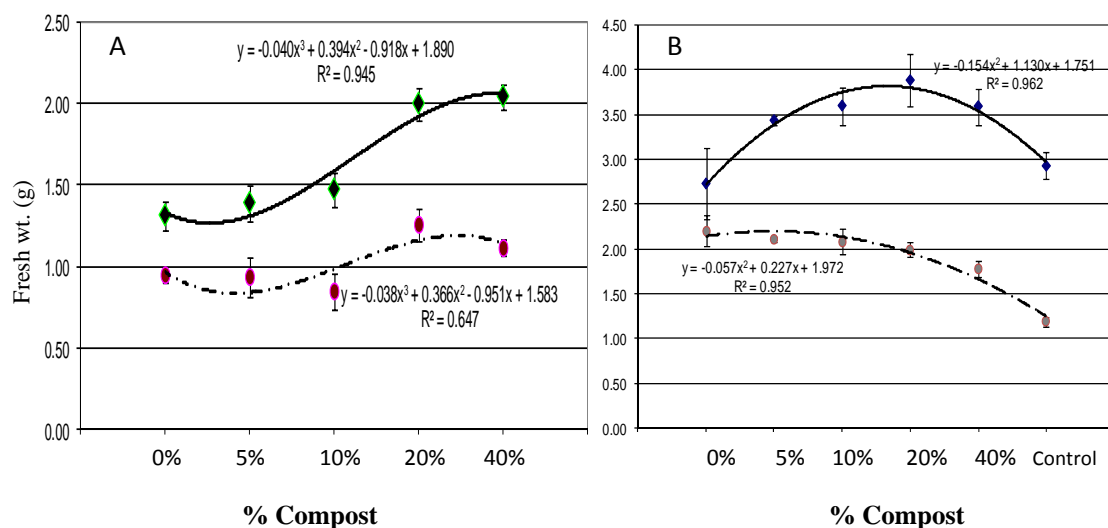 A
y = -0.040x³ + 0.394x² - 0.918x + 1.890
R² = 0.945
y = -0.038x³ + 0.366x² - 0.951x + 1.583
R² = 0.647
Fresh wt. (g)
2.50
2.00
1.50
1.00
0.50
0.00
0% 5% 10% 20% 40%
% Compost
B
y = -0.154x² + 1.130x + 1.751
R² = 0.962
y = -0.057x² + 0.227x + 1.972
R² = 0.952
4.50
4.00
3.50
3.00
2.50
2.00
1.50
1.00
0.50
0.00
0% 5% 10% 20% 40% Control
% Compost